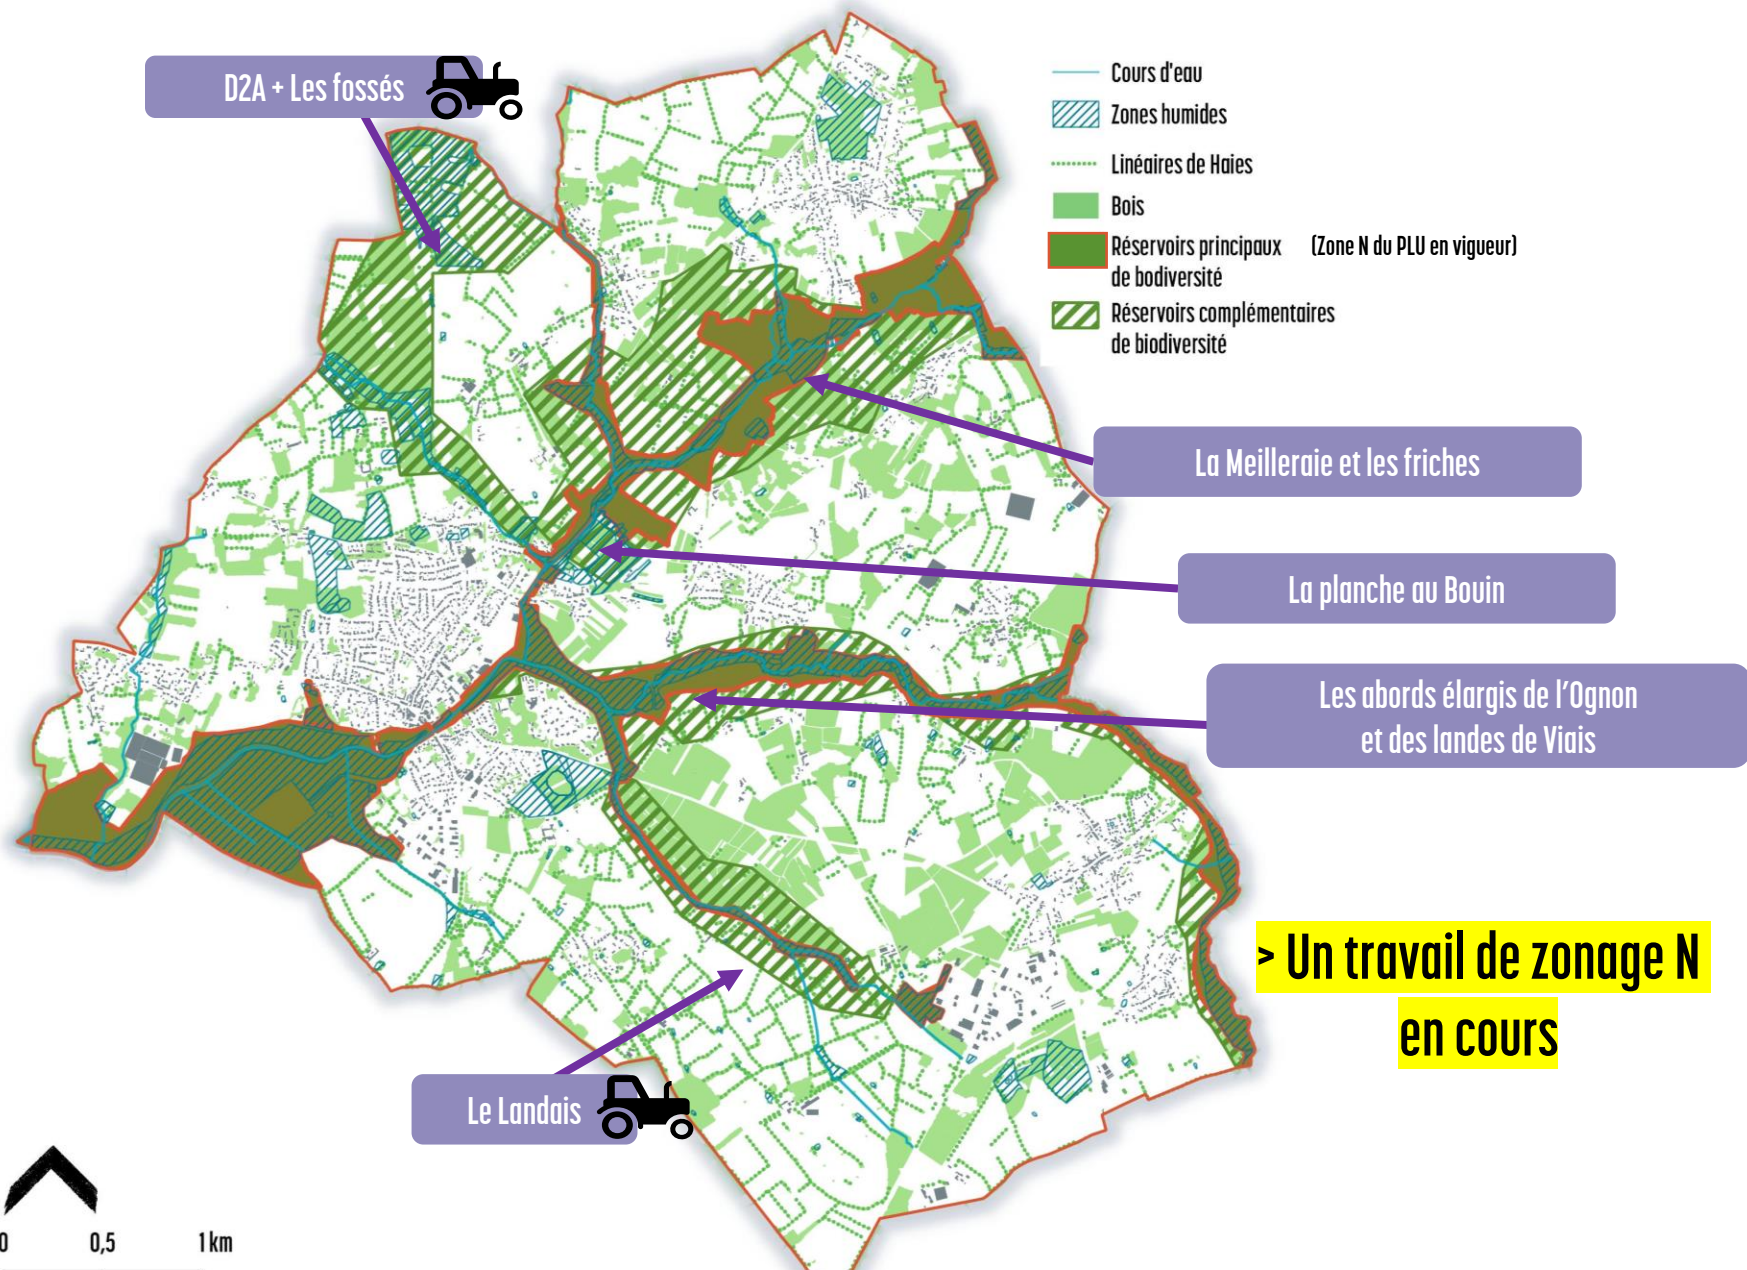 D2A + Les fossés
Cours d'eau
Zones humides
Linéaires de Haies
Bois
Réservoirs principaux (Zone N du PLU en vigueur)
de bodiversité
Réservoirs complémentaires
de biodiversité
La Meilleraie et les friches
La planche au Bouin
Les abords élargis de l'Ognon
et des landes de Viais
> Un travail de zonage N
en cours
Le Landais
0 0,5 1 km